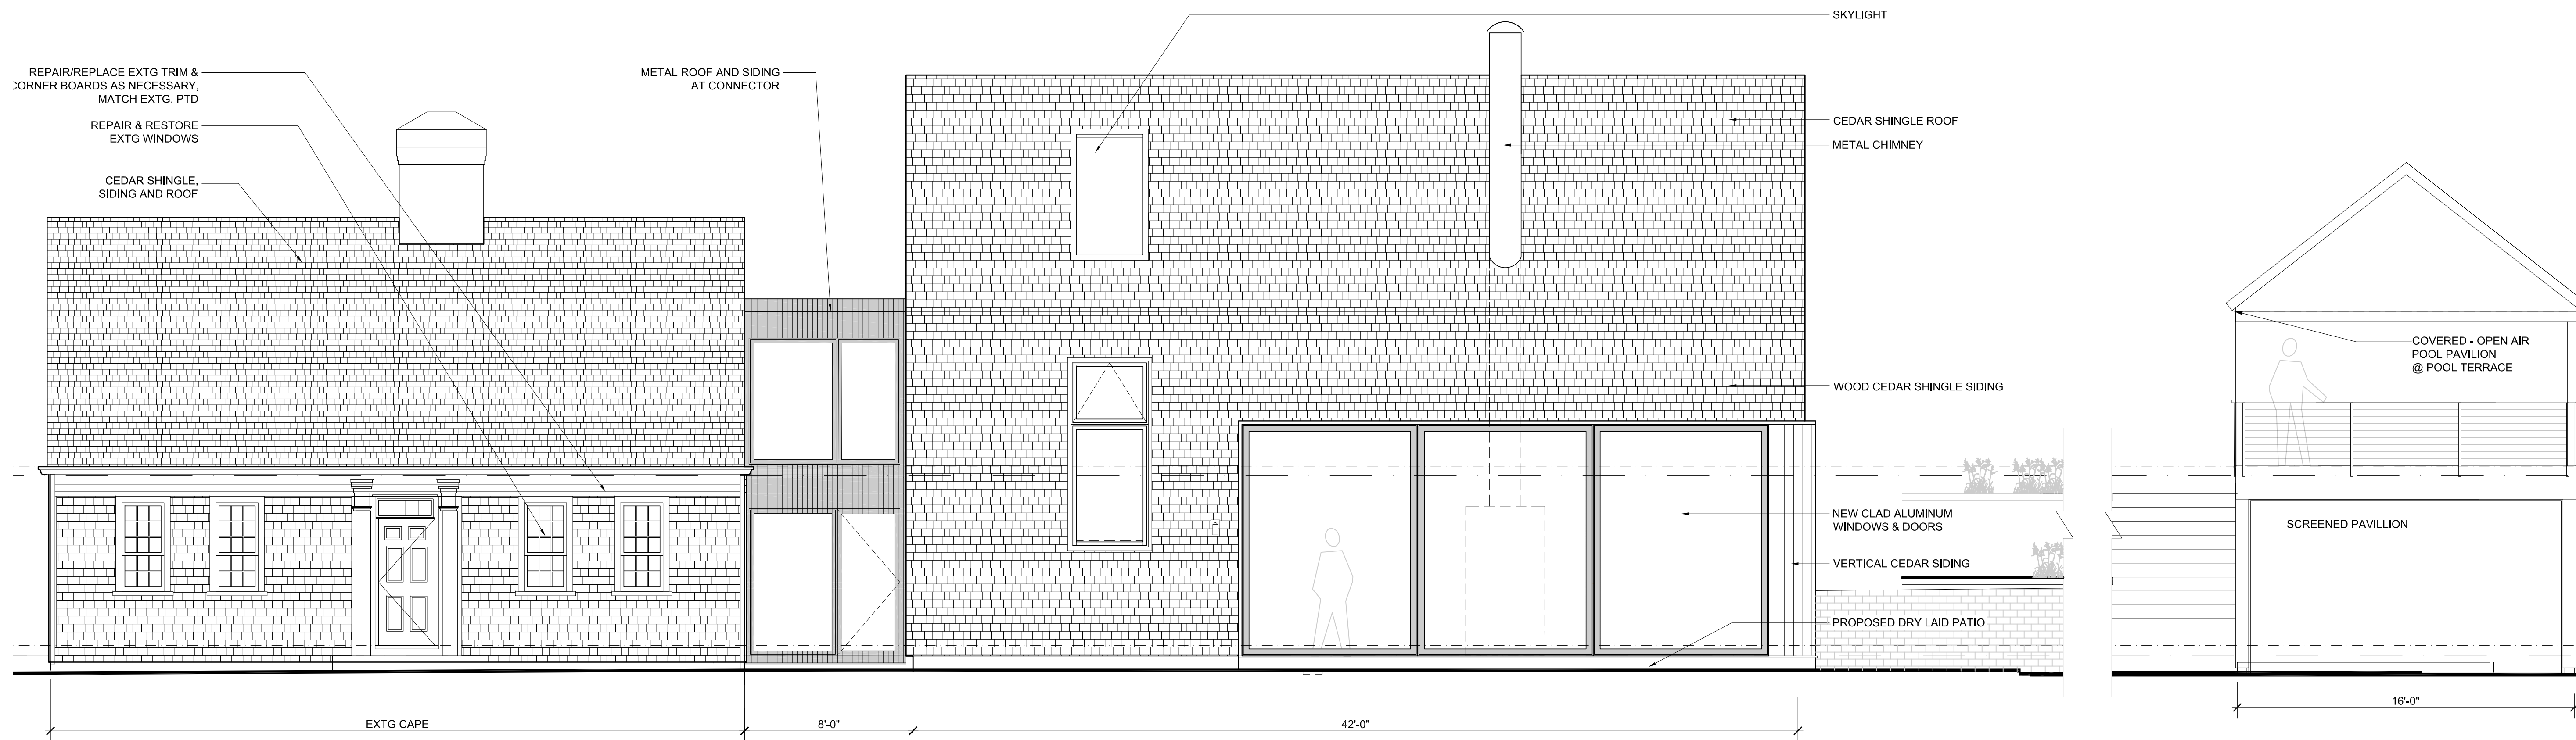 SKYLIGHT
REPAIR/REPLACE EXTG TRIM &
CORNER BOARDS AS NECESSARY,
MATCH EXTG, PTD
METAL ROOF AND SIDING
AT CONNECTOR
REPAIR & RESTORE
EXTG WINDOWS
CEDAR SHINGLE,
SIDING AND ROOF
CEDAR SHINGLE ROOF
METAL CHIMNEY
COVERED - OPEN AIR
POOL PAVILION
@ POOL TERRACE
WOOD CEDAR SHINGLE SIDING
NEW CLAD ALUMINUM
WINDOWS & DOORS
SCREENED PAVILLION
VERTICAL CEDAR SIDING
PROPOSED DRY LAID PATIO
EXTG CAPE
8'-0"
42'-0"
16'-0"